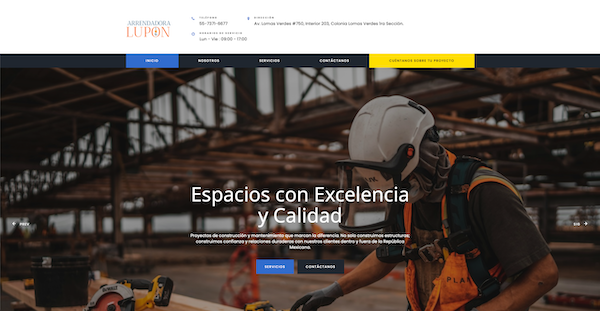 ARRENDADORA
LUPON
TELÉFONO
55-7371-6877
DIRECCIÓN
Av. Lomas Verdes #750, Interior 203, Colonia Lomas Verdes 1ra Sección.
HORARIOS DE SERVICIO
Lun - Vie : 09:00 - 17:00
INICIO
NOSOTROS
SERVICIOS
CONTÁCTANOS
CUÉNTANOS SOBRE TU PROYECTO
Espacios con Excelencia
y Calidad
Proyectos de construcción y mantenimiento que marcan la diferencia. No solo construimos estructuras;
construimos confianza y relaciones duraderas con nuestros clientes dentro y fuera de la República
Mexicana.
PREV
SIG
SERVICIOS
CONTÁCTANOS
DEWALT